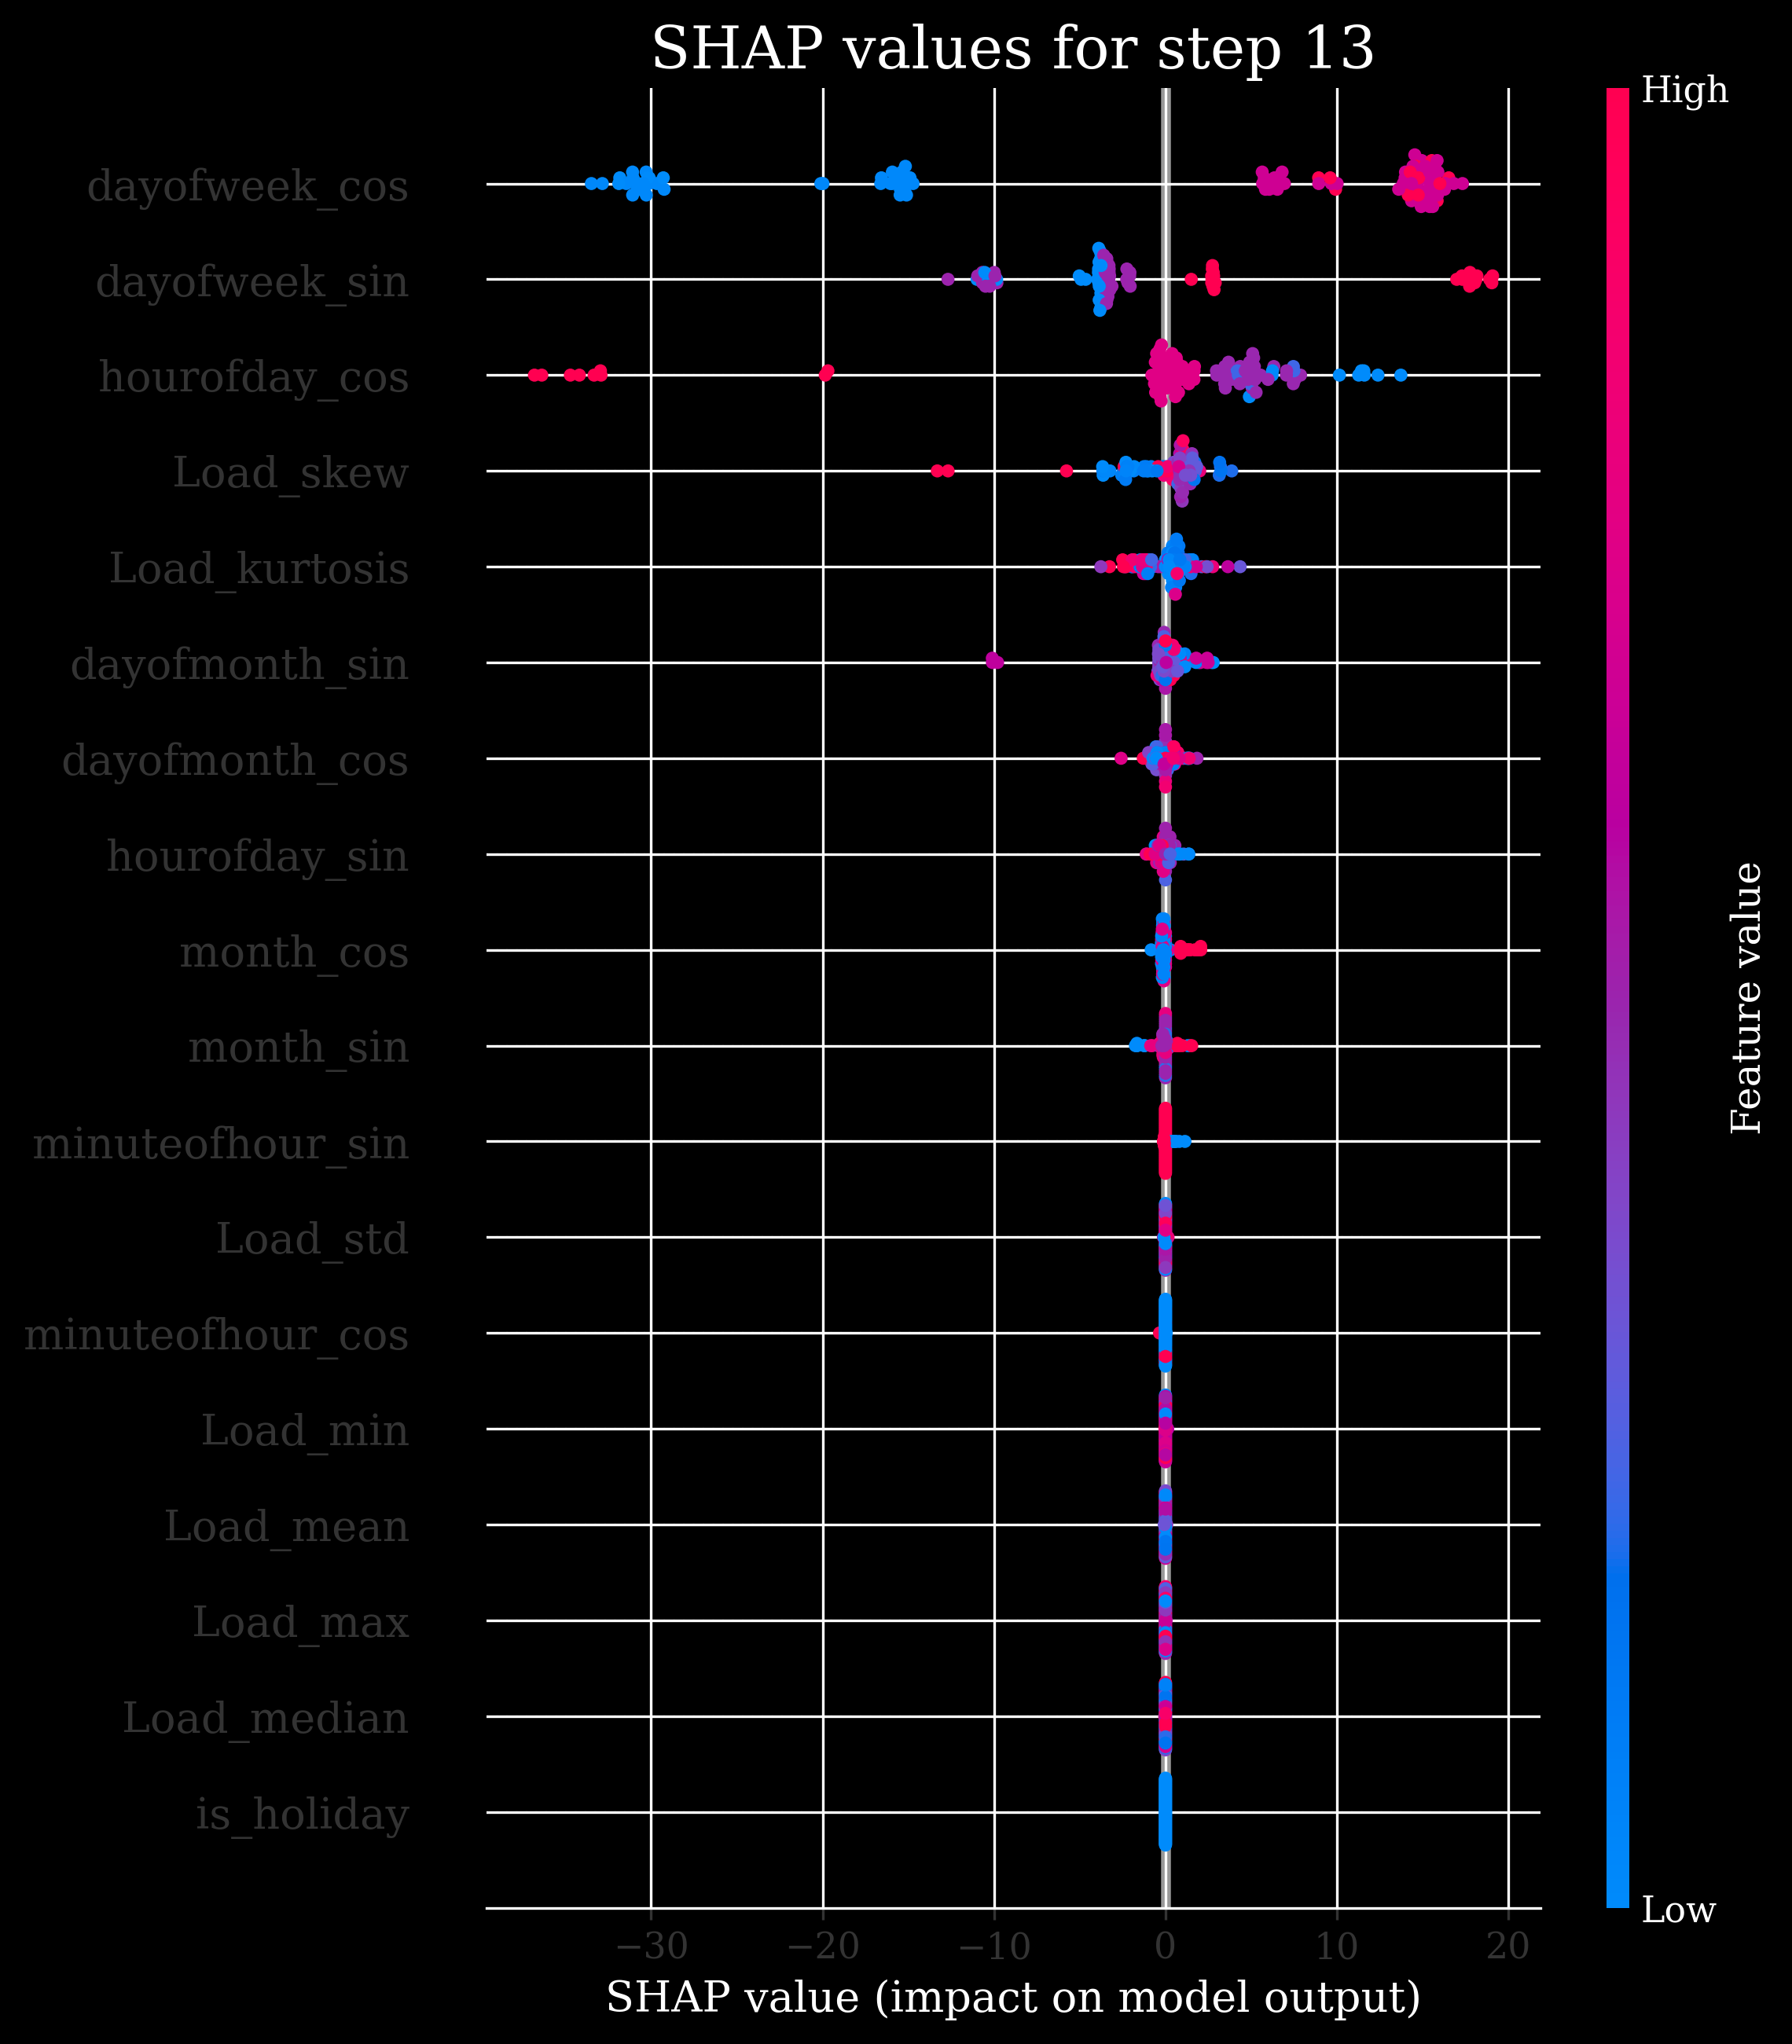 SHAP values for step 13
High
dayofweek_cos
dayofweek_sin
hourofday_cos
Load_skew
Load_kurtosis
dayofmonth_sin
dayofmonth_cos
hourofday_sin
month_cos
month_sin
minuteofhour_sin
Load_std
minuteofhour_cos
Load_min
Load_mean
Load_max
Load_median
is_holiday
Feature value
Low
−30 −20 −10 0 10 20
SHAP value (impact on model output)